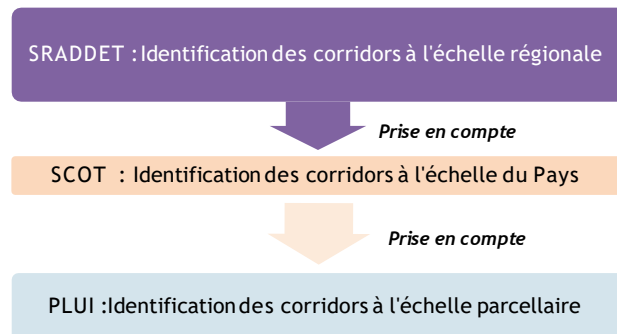 SRADDET : Identification des corridors à l'échelle régionale
Prise en compte
SCOT : Identification des corridors à l'échelle du Pays
Prise en compte
PLUI :Identification des corridors à l'échelle parcellaire